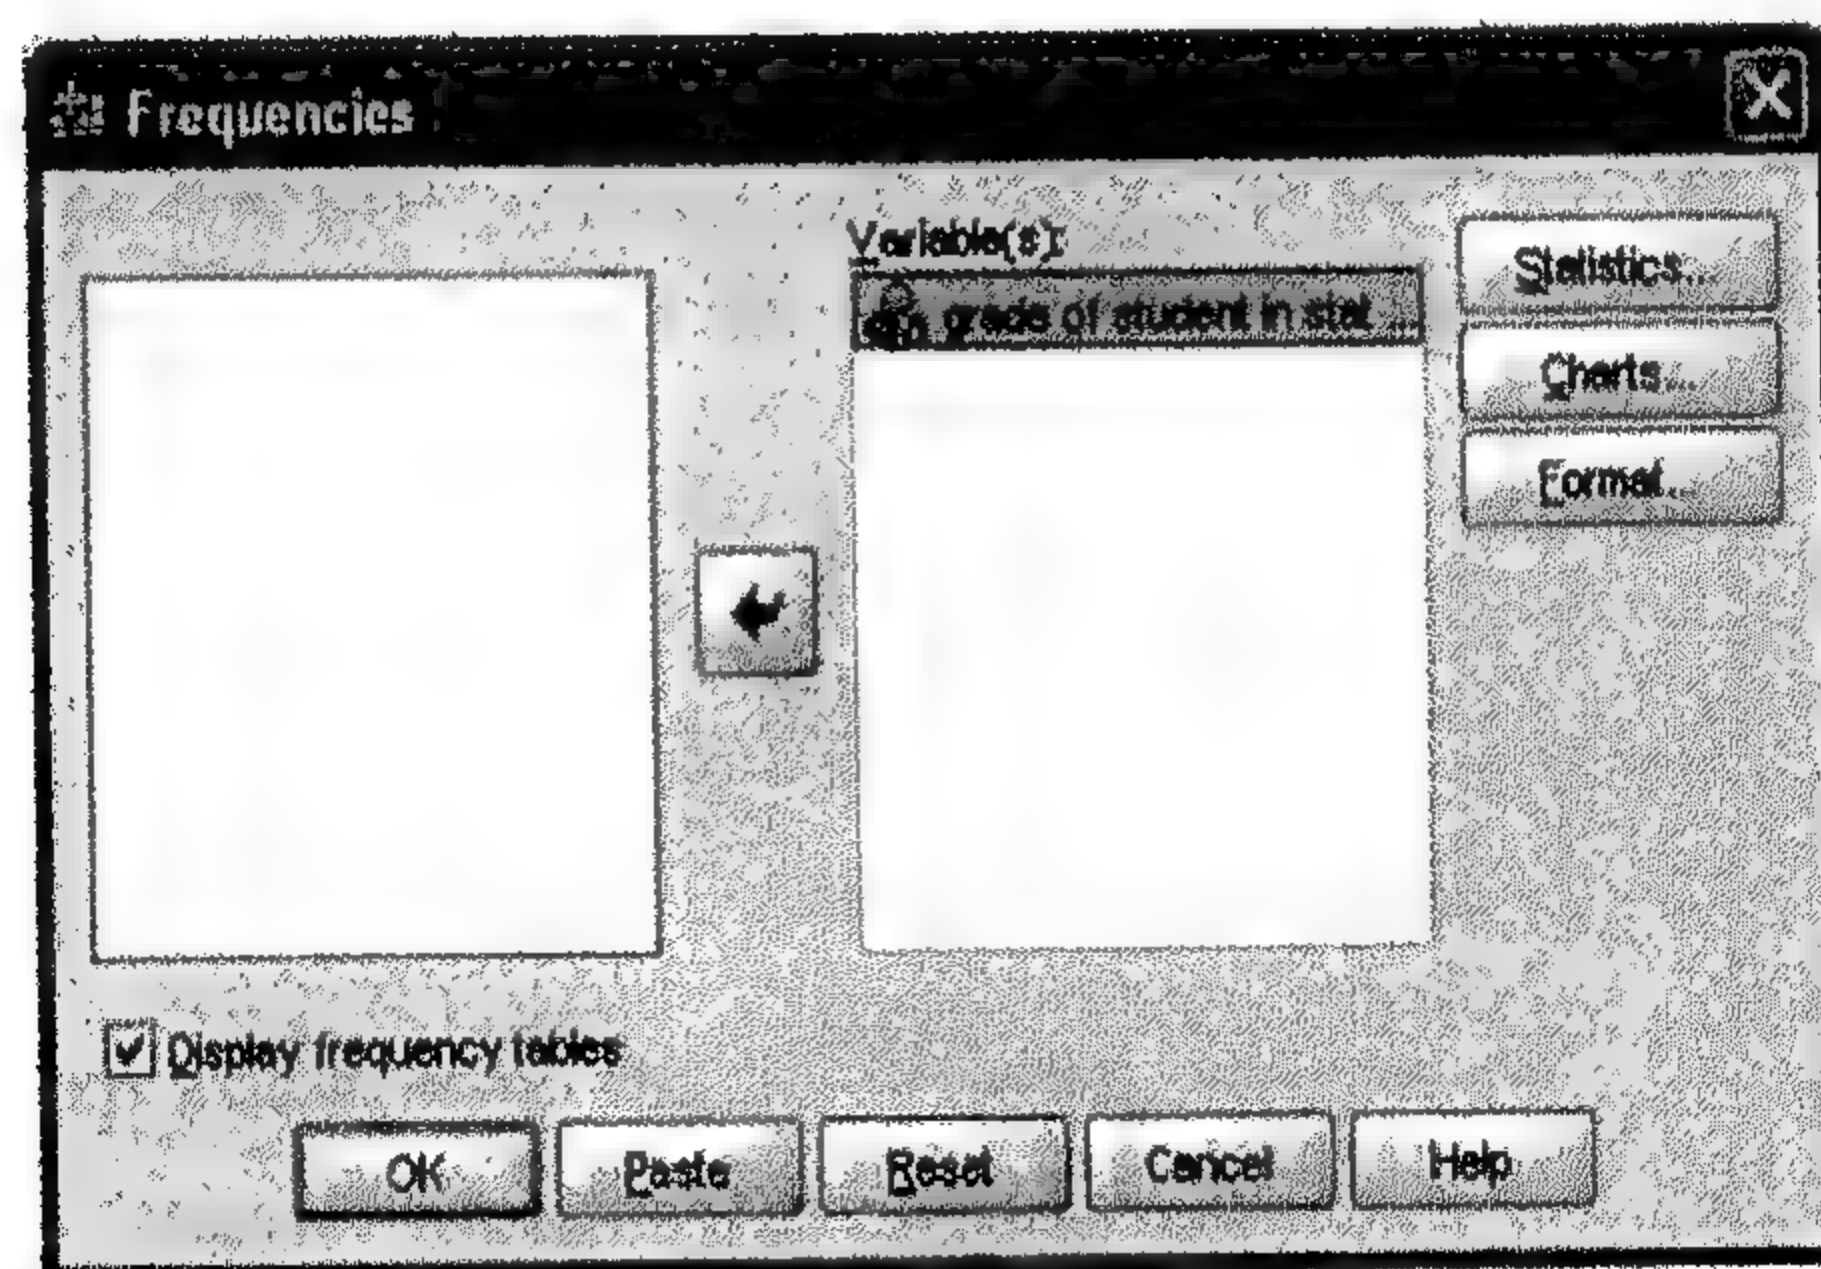 Frequencies
Variable(s):
grade of student in stat...
Statistics...
Charts...
Format...
Display frequency tables
OK
Paste
Reset
Cancel
Help